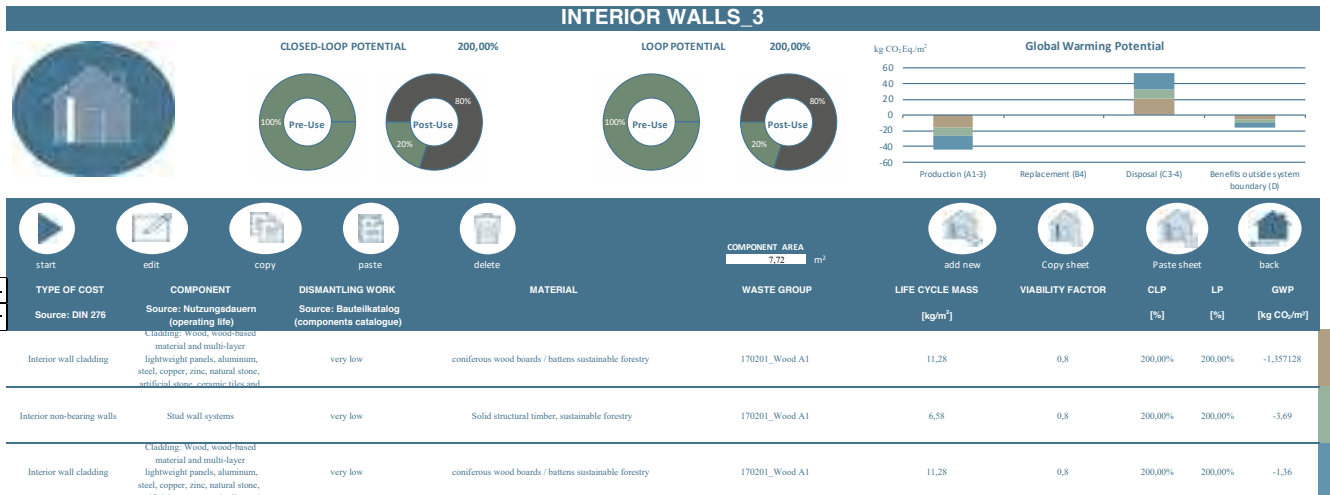 INTERIOR WALLS_3
CLOSED-LOOP POTENTIAL 200,00%
100% Pre-Use
80% Post-Use 20%
LOOP POTENTIAL 200,00%
100% Pre-Use
80% Post-Use 20%
kg CO₂Eq./m² Global Warming Potential
60
40
20
0
-20
-40
-60
Production (A1-3) Replacement (B4) Disposal (C3-4) Benefits outside system
boundary (D)
COMPONENT AREA
7,72 m²
start edit copy paste delete add new Copy sheet Paste sheet back
TYPE OF COST COMPONENT DISMANTLING WORK MATERIAL WASTE GROUP LIFE CYCLE MASS VIABILITY FACTOR CLP LP GWP
Source: DIN 276 Source: Nutzungsdauern (operating life) Source: Bauteilkatalog (components catalogue) [kg/m²] [%] [%] [kg CO₂/m²]
Cladding: Wood, wood-based
material and multi-layer
lightweight panels, aluminum,
Interior wall cladding steel, copper, zinc, natural stone, very low coniferous wood boards / battens sustainable forestry 170201_Wood A1 11,28 0,8 200,00% 200,00% -1,357128
artificial stone, ceramic tiles and
Interior non-bearing walls Stud wall systems very low Solid structural timber, sustainable forestry 170201_Wood A1 6,58 0,8 200,00% 200,00% -3,69
Cladding: Wood, wood-based
material and multi-layer
lightweight panels, aluminum,
Interior wall cladding steel, copper, zinc, natural stone, very low coniferous wood boards / battens sustainable forestry 170201_Wood A1 11,28 0,8 200,00% 200,00% -1,36